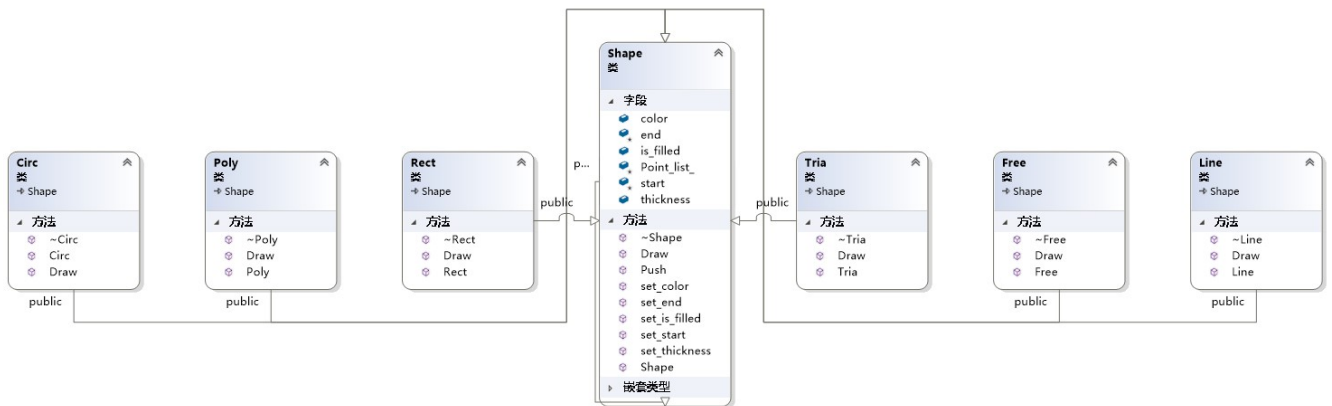 Shape
类
字段
color
end
is_filled
Point_list_
start
thickness
方法
~Shape
Draw
Push
set_color
set_end
set_is_filled
set_start
set_thickness
Shape
嵌套类型
p...
Circ
类
Shape
方法
~Circ
Circ
Draw
public
Poly
类
Shape
方法
~Poly
Draw
Poly
public
Rect
类
Shape
方法
~Rect
Draw
Rect
public
Tria
类
Shape
方法
~Tria
Draw
Tria
public
Free
类
Shape
方法
~Free
Draw
Free
public
Line
类
Shape
方法
~Line
Draw
Line
public